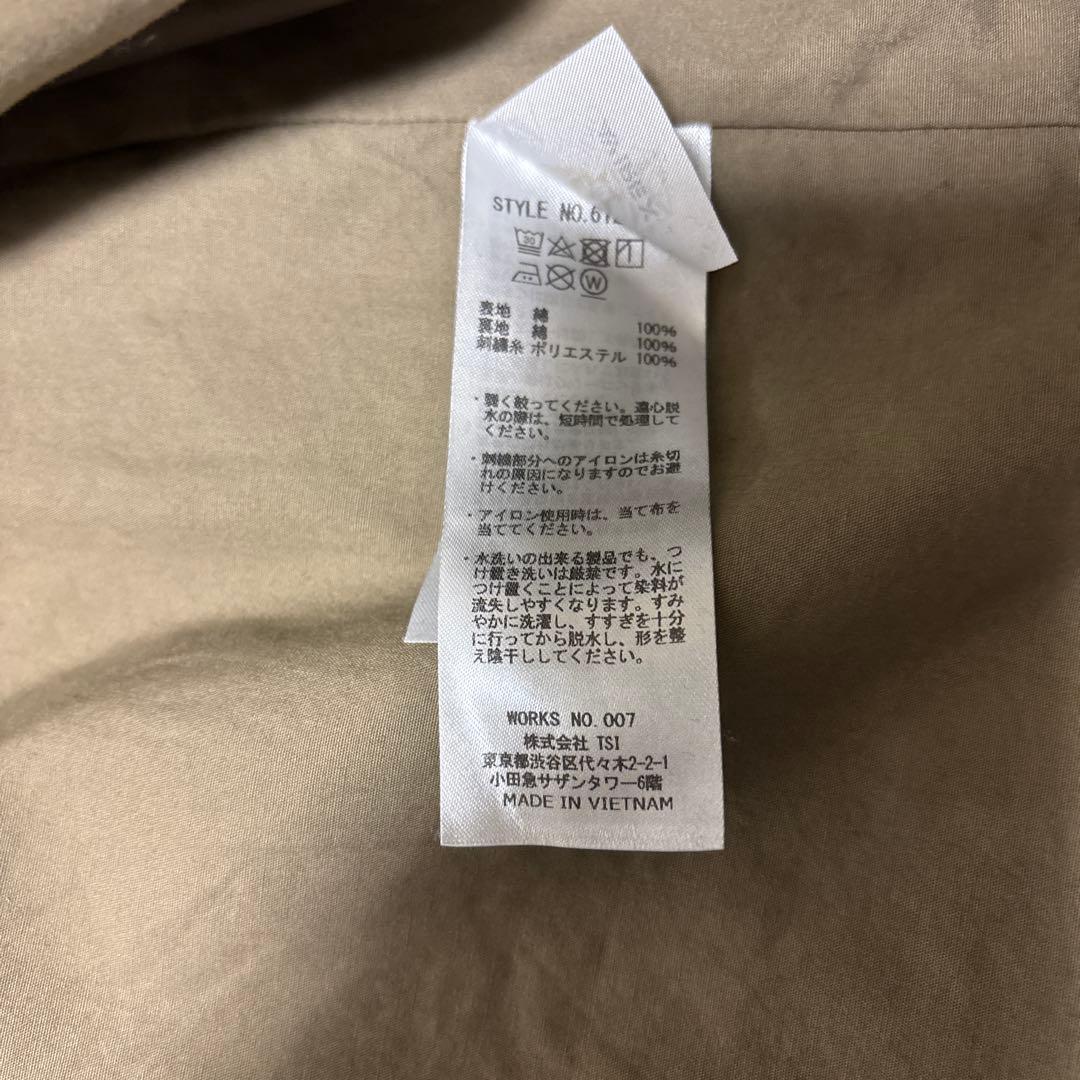 STYLE NO.612
30
W
表地 綿 100%
裏地 綿 100%
刺繍糸 ポリエステル 100%
・弱く絞ってください。遠心脱
水の際は、短時間で処理して
ください。
・刺繍部分へのアイロンは糸切
れの原因になりますのでお避
けください。
・アイロン使用時は、当て布を
当ててください。
・水洗いの出来る製品でも、つ
け置き洗いは厳禁です。水に
つけ置くことによって染料が
流失しやすくなります。すみ
やかに洗濯し、すすぎを十分
に行ってから脱水し、形を整
え陰干ししてください。
WORKS NO.007
株式会社 TSI
東京都渋谷区代々木2-2-1
小田急サザンタワー6階
MADE IN VIETNAM